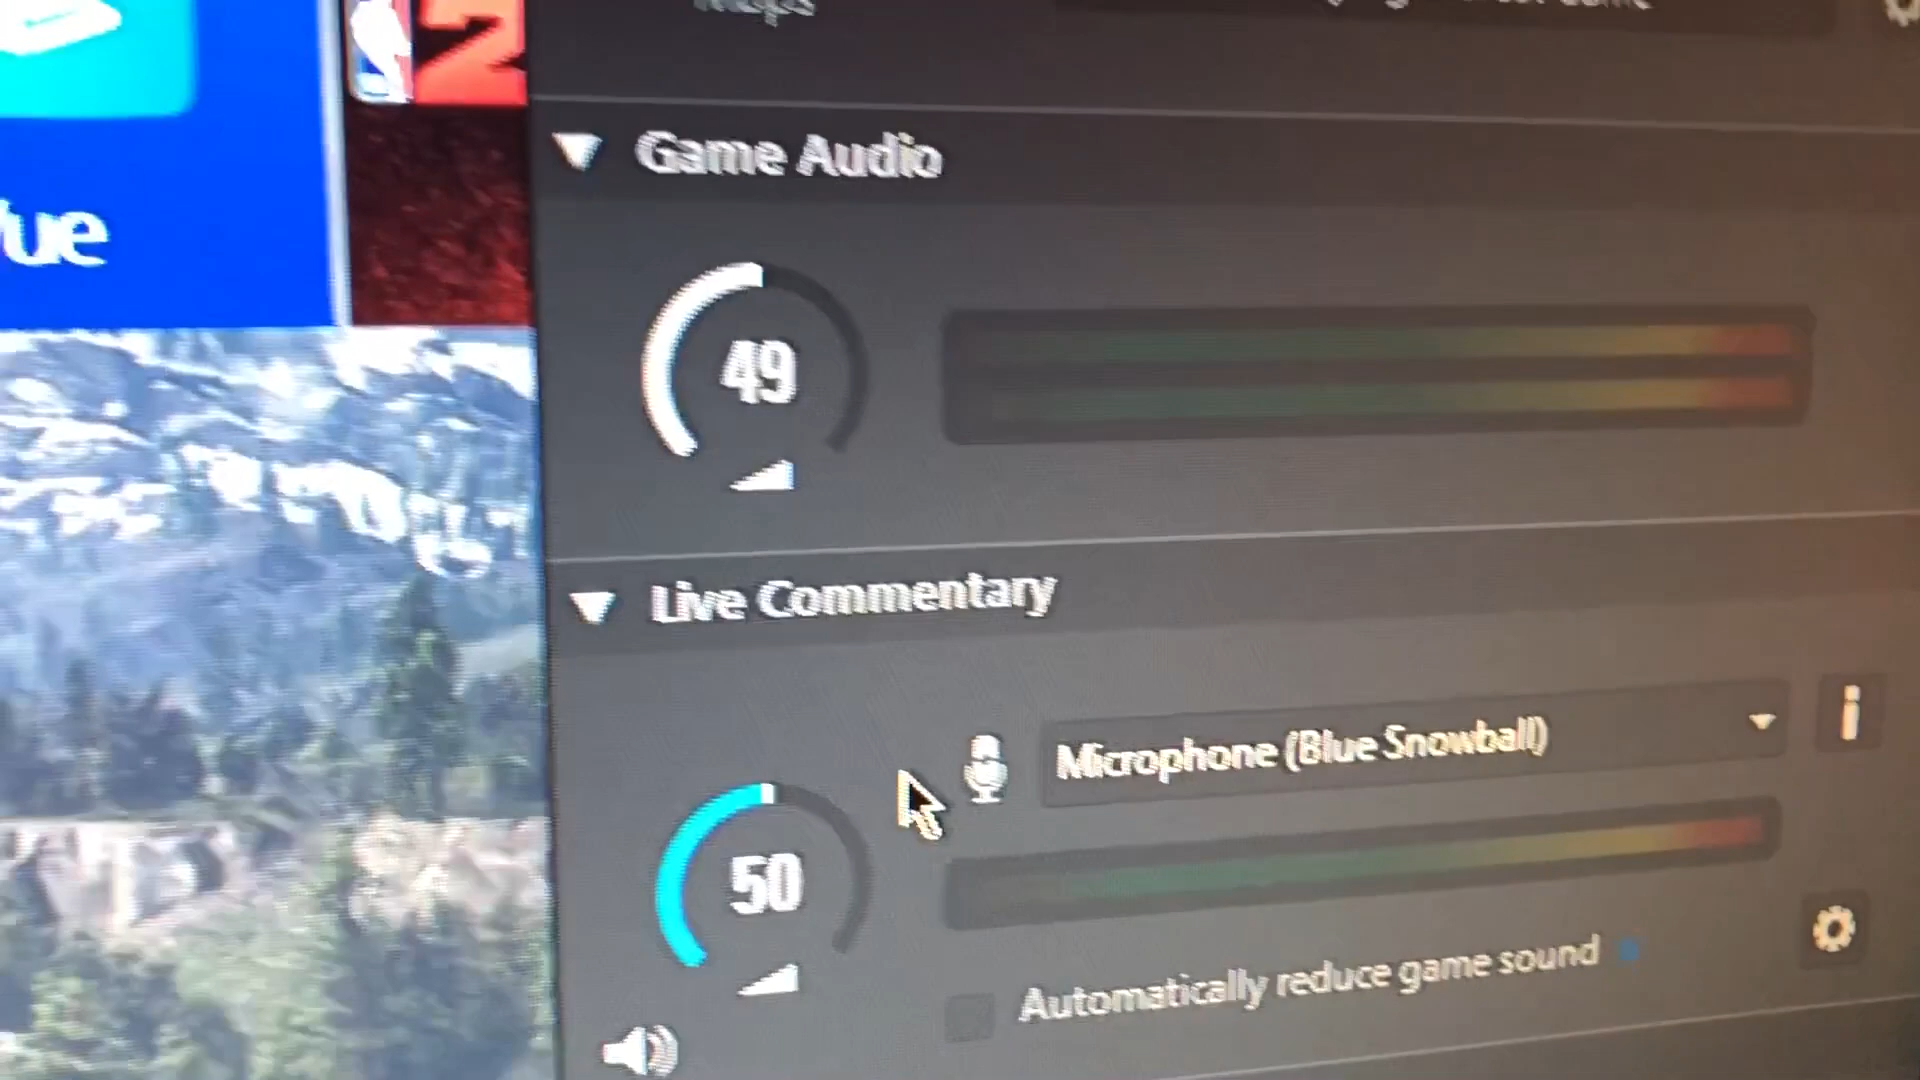 Game Audio
49
Live Commentary
Microphone (Blue Snowball)
50
Automatically reduce game sound